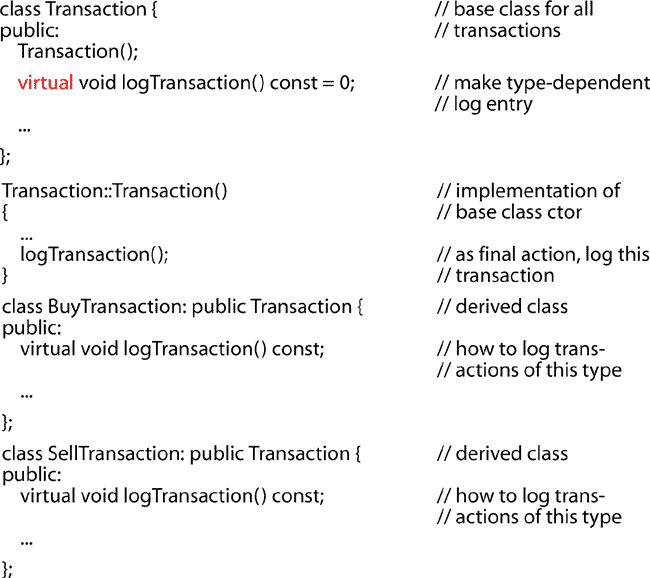 class Transaction { // base class for all
public: // transactions
Transaction();
virtual void logTransaction() const = 0; // make type-dependent
// log entry
...
};
Transaction::Transaction() // implementation of
{ // base class ctor
...
logTransaction(); // as final action, log this
} // transaction
class BuyTransaction: public Transaction { // derived class
public:
virtual void logTransaction() const; // how to log trans-
// actions of this type
...
};
class SellTransaction: public Transaction { // derived class
public:
virtual void logTransaction() const; // how to log trans-
// actions of this type
...
};